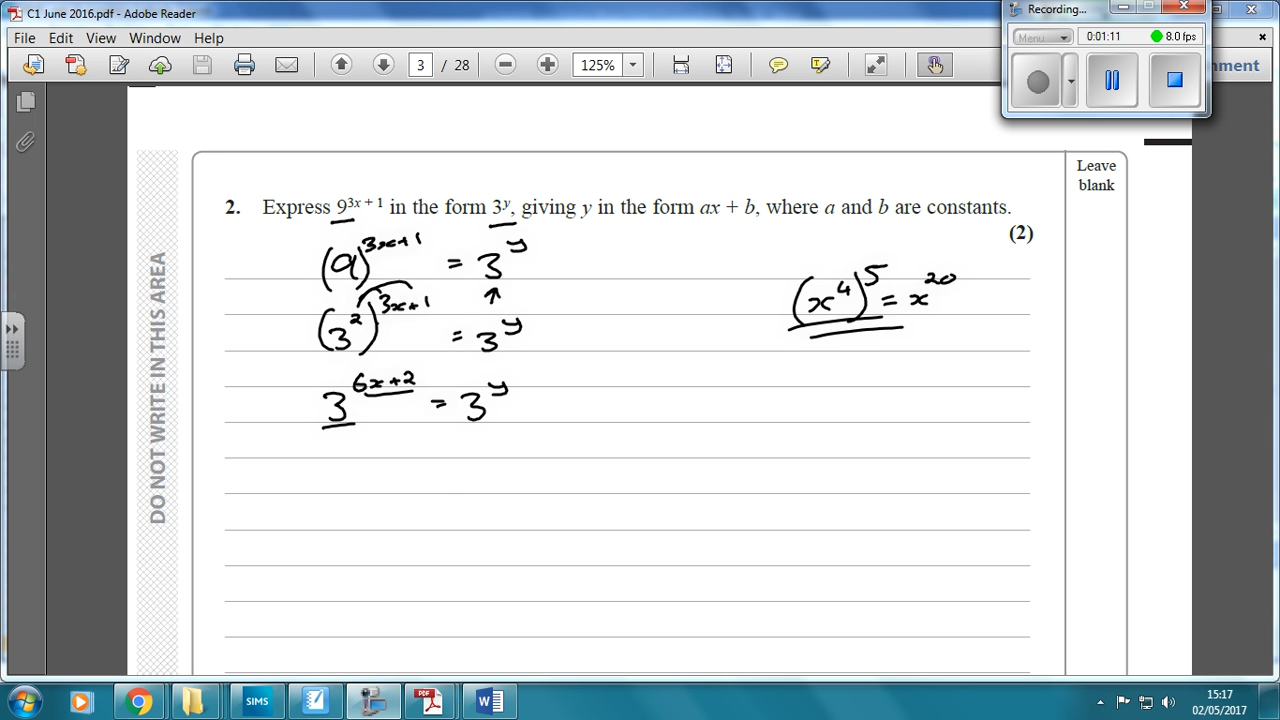 C1 June 2016.pdf - Adobe Reader
Recording...
File Edit View Window Help
Menu 0:01:11 8.0 fps
3 / 28 125% mment
Leave
blank
2. Express 9^{3x + 1} in the form 3^y, giving y in the form ax + b, where a and b are constants.
(2)
(9)^{3x+1} = 3^y
(x^4)^5 = x^{20}
(3^2)^{3x+1} = 3^y
3^{6x+2} = 3^y
DO NOT WRITE IN THIS AREA
SIMS
PDF
W
15:17
02/05/2017